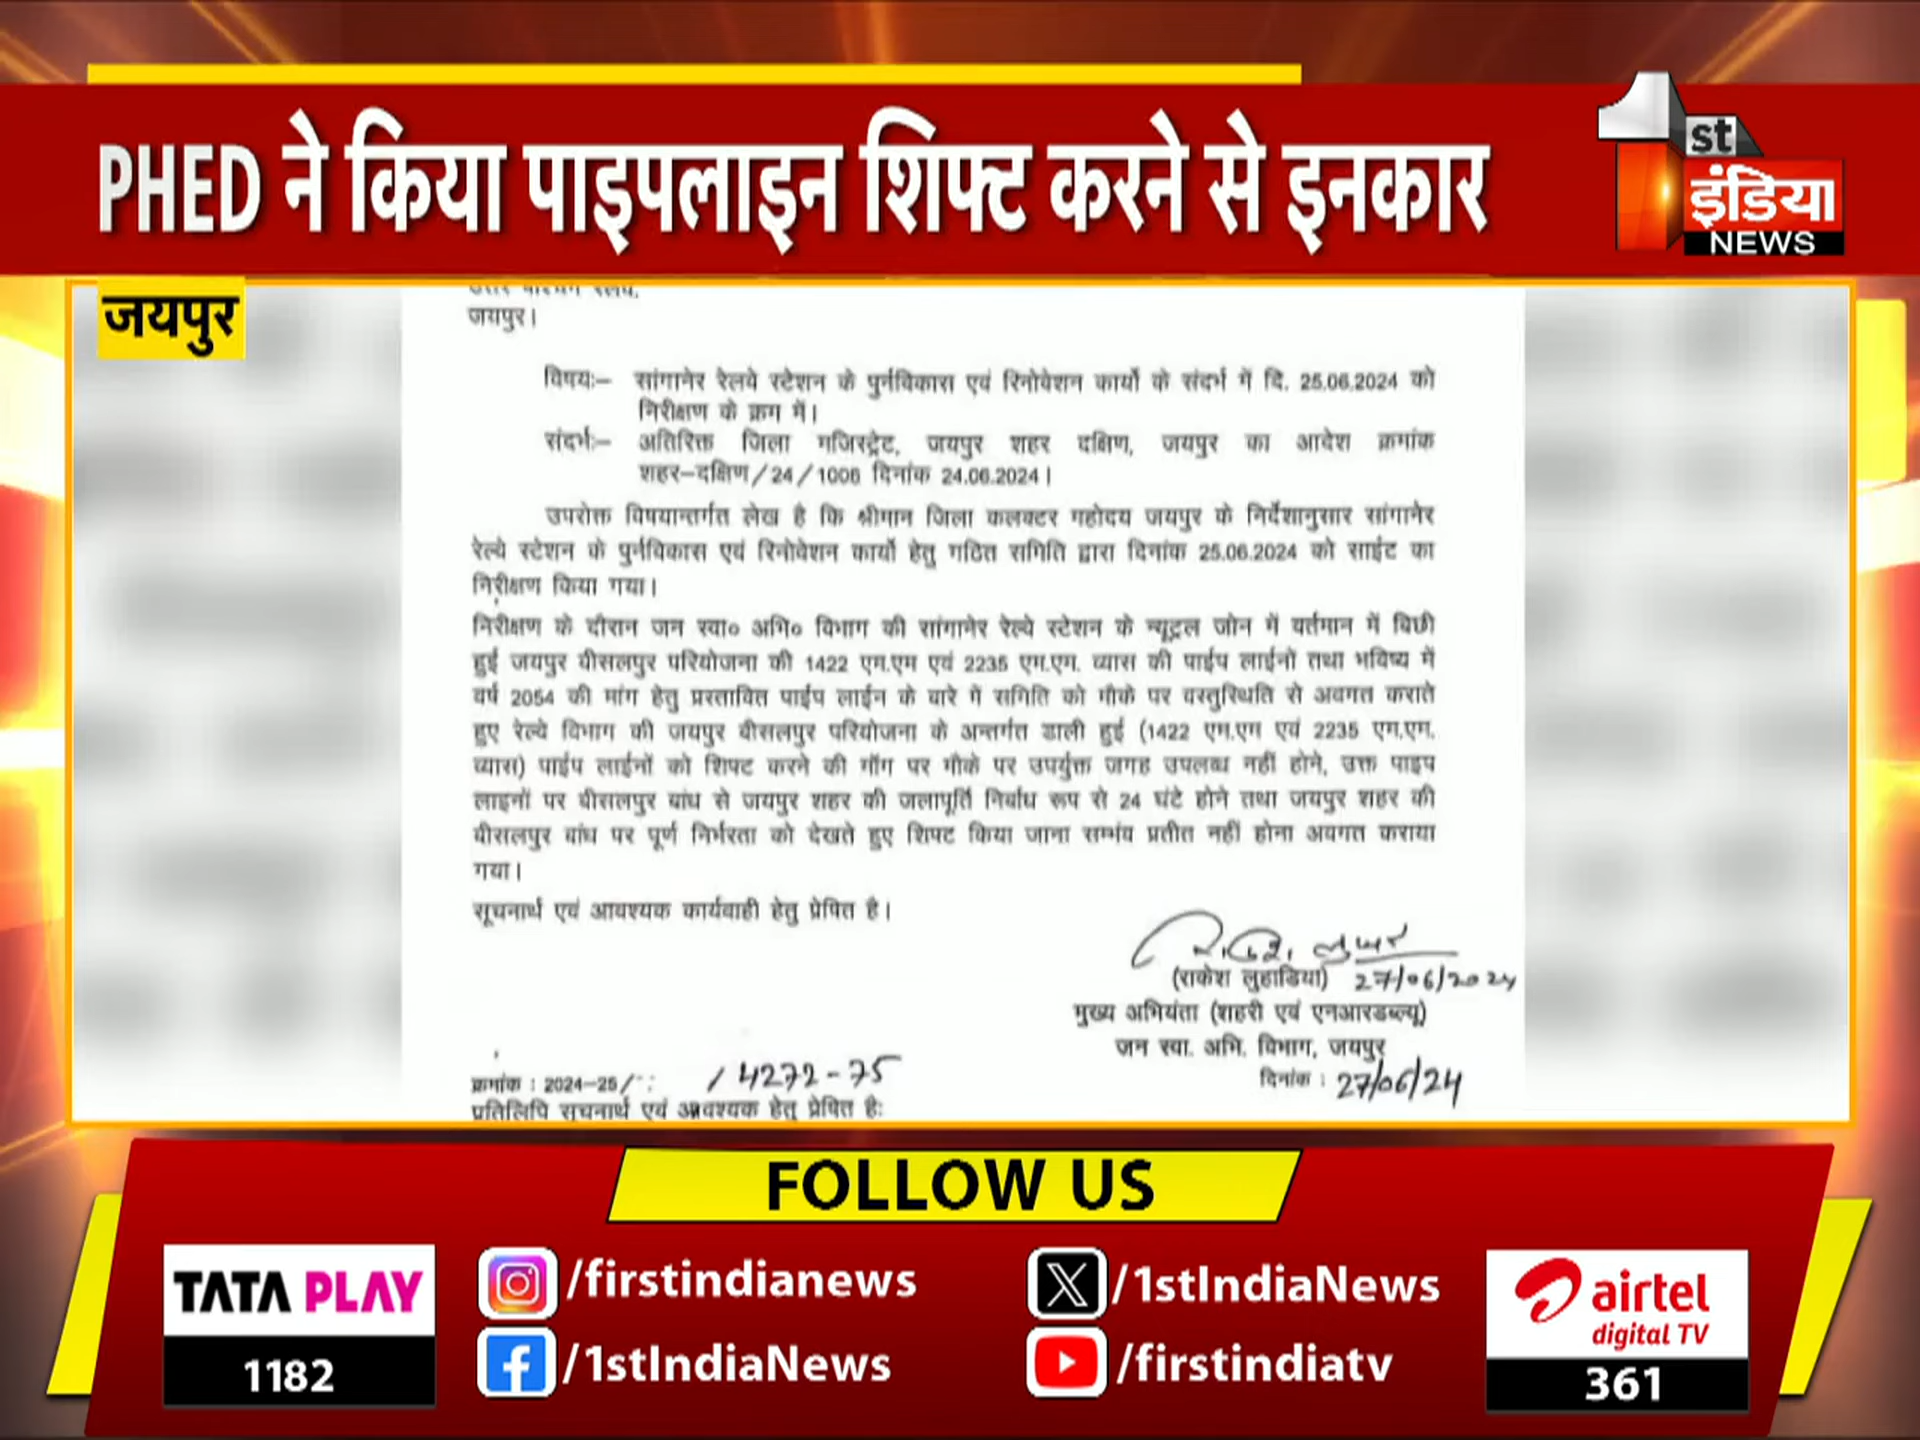 PHED ने किया पाइपलाइन शिफ्ट करने से इनकार
1st
इंडिया
NEWS
जयपुर
जयपुर।
विषयः– सांगानेर रेलवे स्टेशन के पुर्नविकास एवं रिनोवेशन कार्यो के संदर्भ में दि. 25.06.2024 को
निरीक्षण के क्रम में।
संदर्भः– अतिरिक्त जिला मजिस्ट्रेट, जयपुर शहर दक्षिण, जयपुर का आदेश क्रमांक
शहर–दक्षिण/24/1006 दिनांक 24.06.2024।
उपरोक्त विषयान्तर्गत लेख है कि श्रीमान जिला कलक्टर महोदय जयपुर के निर्देशानुसार सांगानेर
रेल्वे स्टेशन के पुर्नविकास एवं रिनोवेशन कार्यो हेतु गठित समिति द्वारा दिनांक 25.06.2024 को साईट का
निरीक्षण किया गया।
निरीक्षण के दौरान जन स्वा० अभि० विभाग की सांगानेर रेल्वे स्टेशन के न्यूट्रल जोन में वर्तमान में बिछी
हुई जयपुर बीसलपुर परियोजना की 1422 एम.एम एवं 2235 एम.एम. व्यास की पाईप लाईनों तथा भविष्य में
वर्ष 2054 की मांग हेतु प्रस्तावित पाईप लाईन के बारे में समिति को मौके पर वस्तुस्थिति से अवगत कराते
हुए रेल्वे विभाग की जयपुर बीसलपुर परियोजना के अन्तर्गत डाली हुई (1422 एम.एम एवं 2235 एम.एम.
व्यास) पाईप लाईनों को शिफ्ट करने की मॉग पर मौके पर उपर्युक्त जगह उपलब्ध नहीं होने, उक्त पाइप
लाइनों पर बीसलपुर बांध से जयपुर शहर की जलापूर्ति निर्बाध रूप से 24 घंटे होने तथा जयपुर शहर की
बीसलपुर बांध पर पूर्ण निर्भरता को देखते हुए शिफ्ट किया जाना सम्भंव प्रतीत नहीं होना अवगत कराया
गया।
सूचनार्थ एवं आवश्यक कार्यवाही हेतु प्रेषित है।
(राकेश लुहाडिया) 27/06/2024
मुख्य अभियंता (शहरी एवं एनआरडब्ल्यू)
जन स्वा. अभि. विभाग, जयपुर
क्रमांक : 2024–25/ / 4272-75 दिनांक : 27/06/24
प्रतिलिपि सूचनार्थ एवं आवश्यक हेतु प्रेषित है:
FOLLOW US
TATA PLAY
1182
/firstindianews
/1stIndiaNews
/1stIndiaNews
/firstindiatv
airtel
digital TV
361